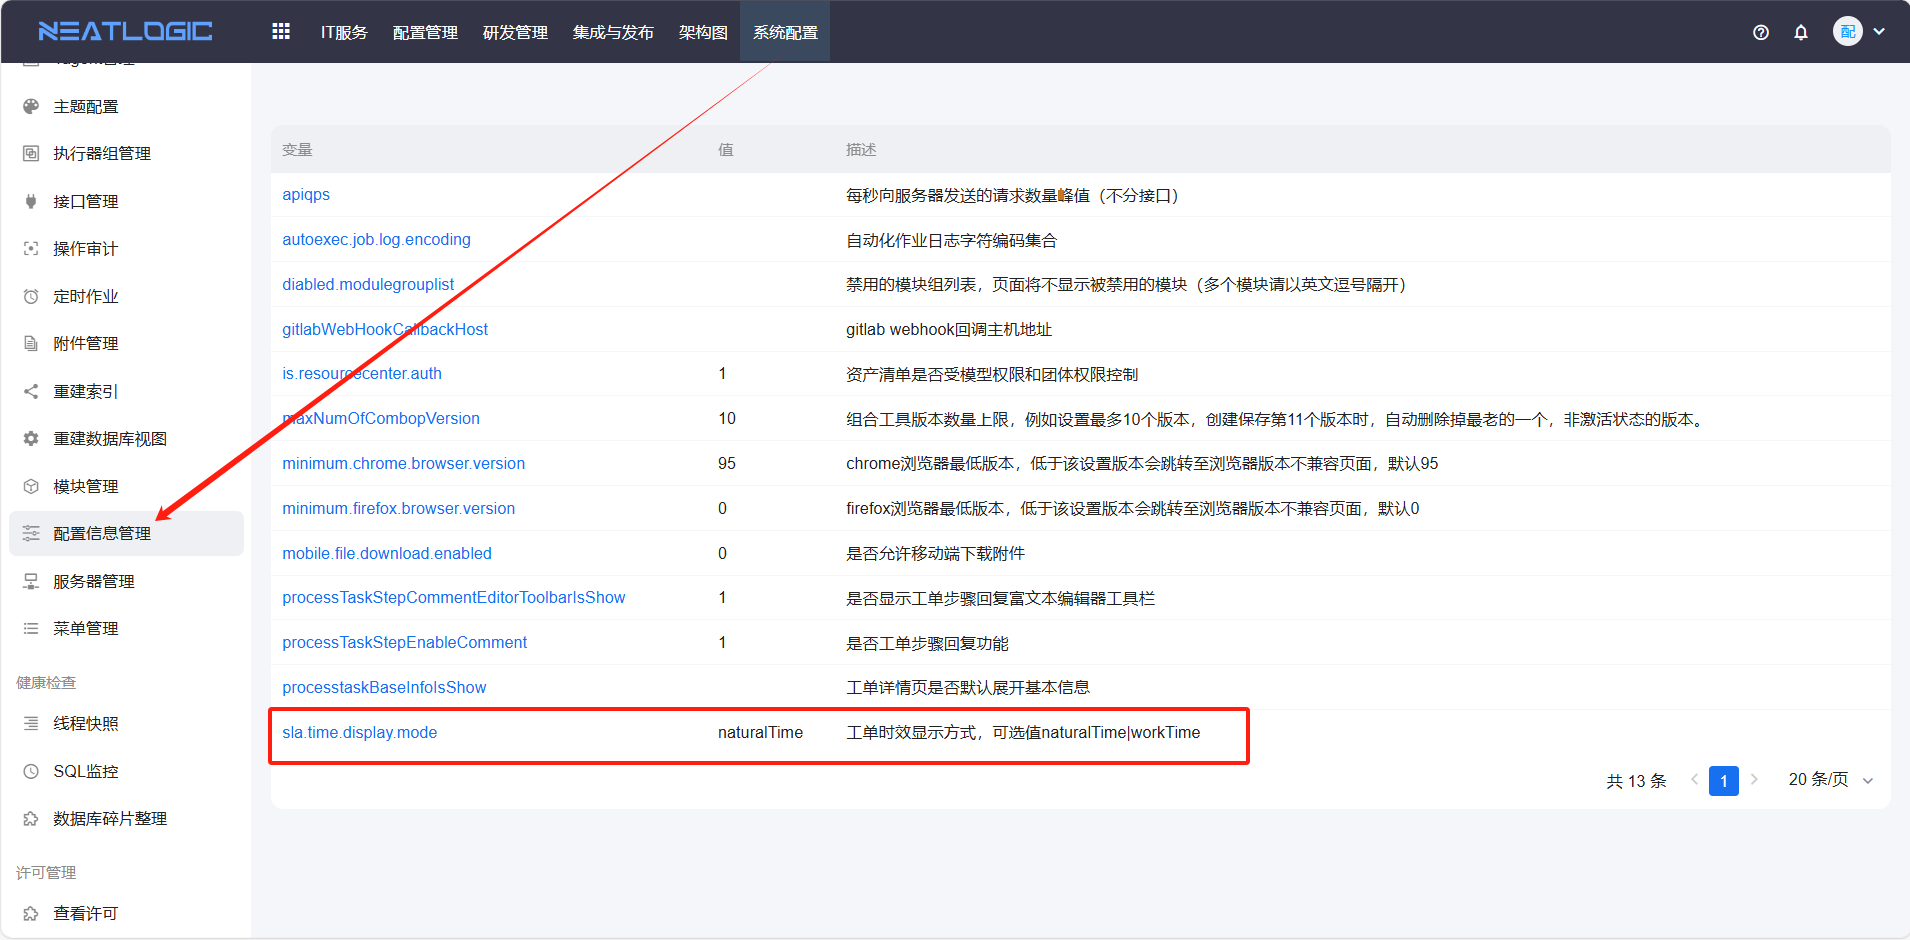 NEATLOGIC
IT服务 配置管理 研发管理 集成与发布 架构图 系统配置
配
主题配置
执行器组管理
接口管理
操作审计
定时作业
附件管理
重建索引
重建数据库视图
模块管理
配置信息管理
服务器管理
菜单管理
健康检查
线程快照
SQL监控
数据库碎片整理
许可管理
查看许可
变量 值 描述
apiqps 每秒向服务器发送的请求数量峰值（不分接口）
autoexec.job.log.encoding 自动化作业日志字符编码集合
diabled.modulegrouplist 禁用的模块组列表，页面将不显示被禁用的模块（多个模块请以英文逗号隔开）
gitlabWebHookCallbackHost gitlab webhook回调主机地址
is.resourcecenter.auth 1 资产清单是否受模型权限和团体权限控制
maxNumOfCombopVersion 10 组合工具版本数量上限，例如设置最多10个版本，创建保存第11个版本时，自动删除掉最老的一个，非激活状态的版本。
minimum.chrome.browser.version 95 chrome浏览器最低版本，低于该设置版本会跳转至浏览器版本不兼容页面，默认95
minimum.firefox.browser.version 0 firefox浏览器最低版本，低于该设置版本会跳转至浏览器版本不兼容页面，默认0
mobile.file.download.enabled 0 是否允许移动端下载附件
processTaskStepCommentEditorToolbarIsShow 1 是否显示工单步骤回复富文本编辑器工具栏
processTaskStepEnableComment 1 是否工单步骤回复功能
processtaskBaseInfoIsShow 工单详情页是否默认展开基本信息
sla.time.display.mode naturalTime 工单时效显示方式，可选值naturalTime|workTime
共 13 条 1 20 条/页